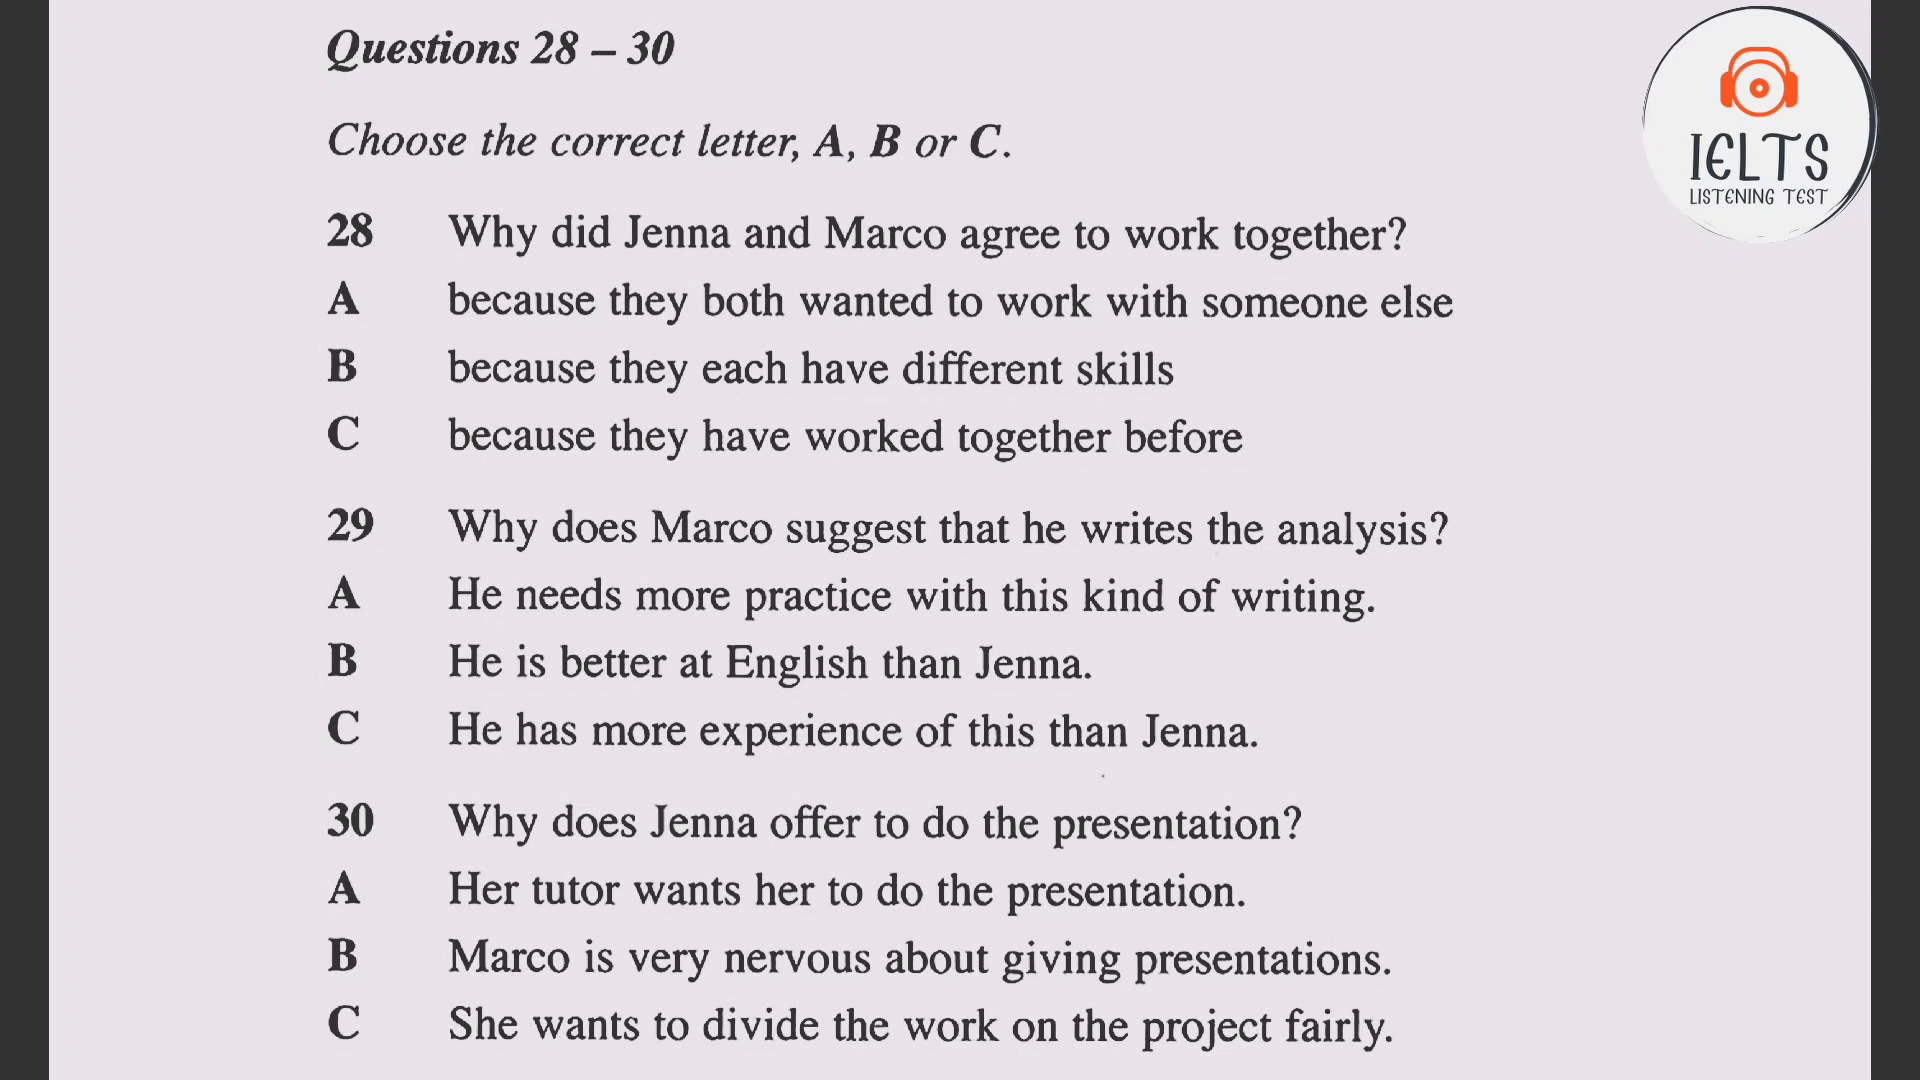 Questions 28 – 30
IELTS
LISTENING TEST
Choose the correct letter, A, B or C.
28 Why did Jenna and Marco agree to work together?
A because they both wanted to work with someone else
B because they each have different skills
C because they have worked together before
29 Why does Marco suggest that he writes the analysis?
A He needs more practice with this kind of writing.
B He is better at English than Jenna.
C He has more experience of this than Jenna.
30 Why does Jenna offer to do the presentation?
A Her tutor wants her to do the presentation.
B Marco is very nervous about giving presentations.
C She wants to divide the work on the project fairly.